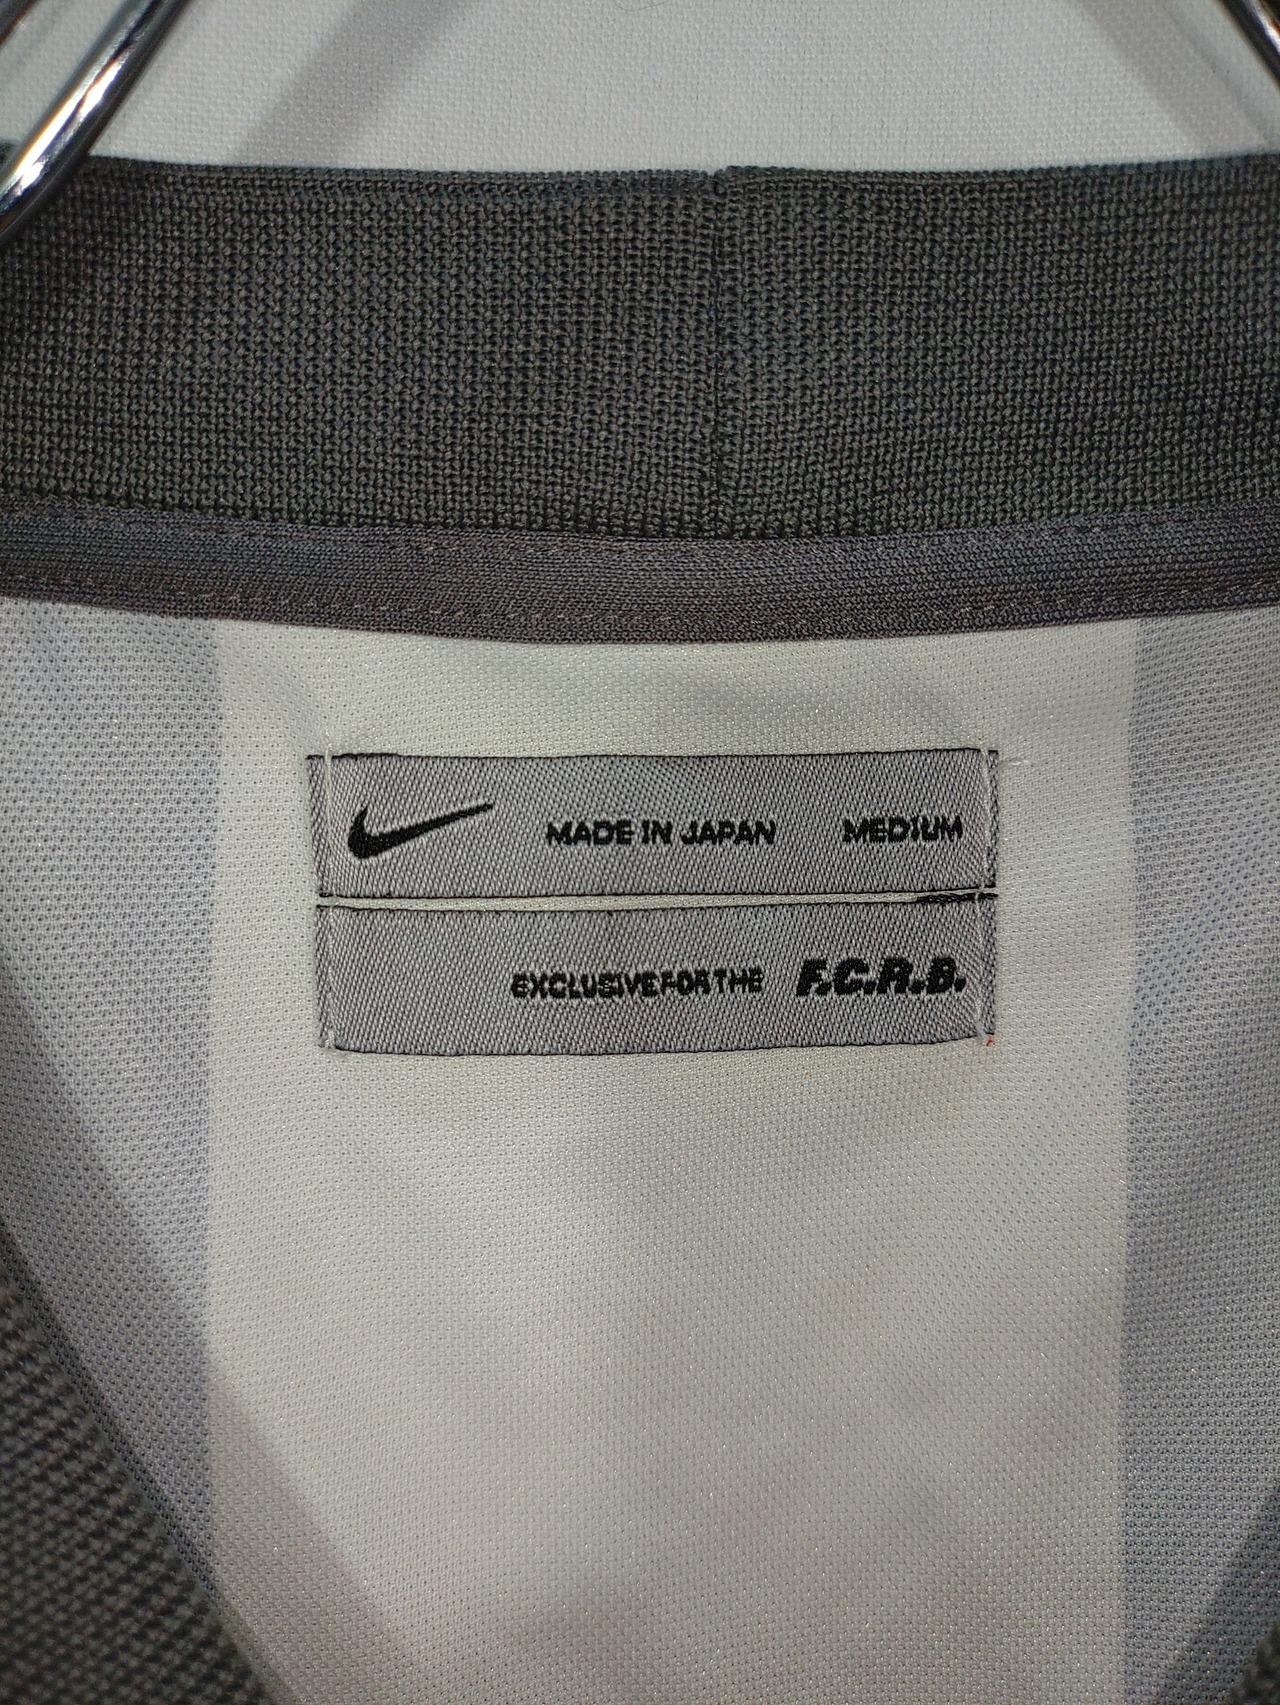 MADE IN JAPAN MEDIUM
EXCLUSIVE FOR THE F.C.R.B.